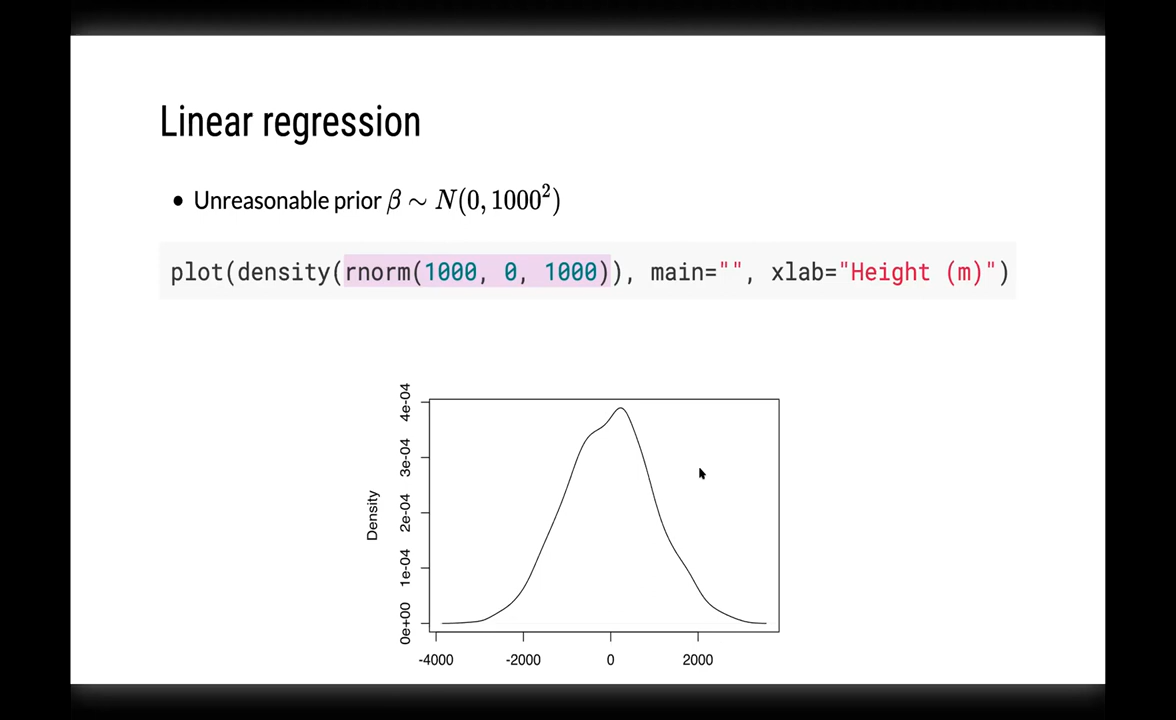 Linear regression
• Unreasonable prior β ∼ N(0, 1000²)
plot(density(rnorm(1000, 0, 1000)), main="", xlab="Height (m)")
4e-04
3e-04
2e-04
1e-04
0e+00
Density
-4000 -2000 0 2000